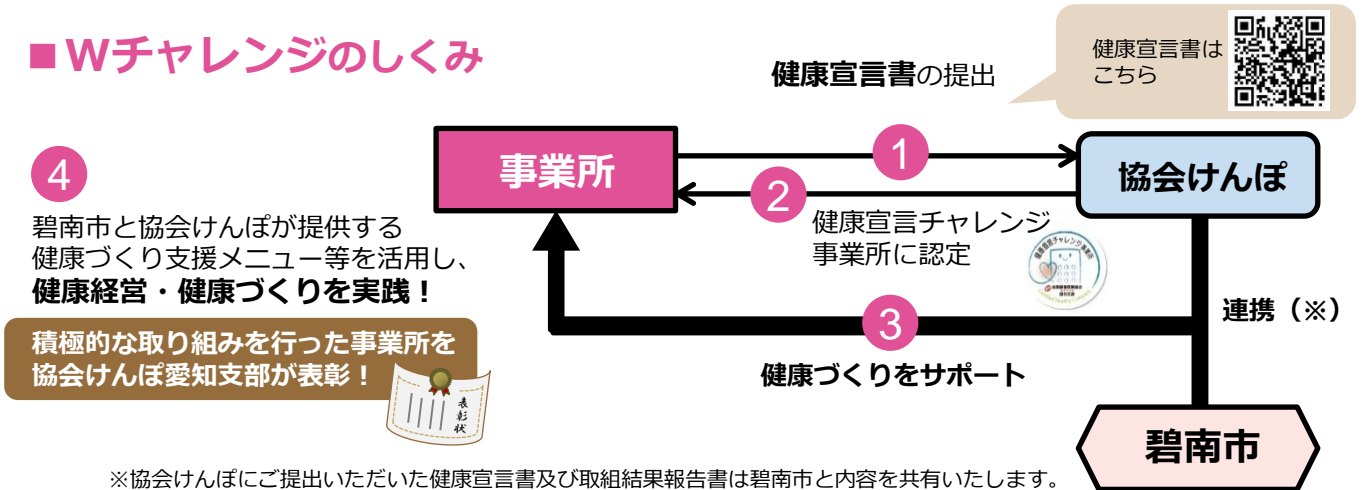 ■Wチャレンジのしくみ
健康宣言書の提出
健康宣言書は
こちら
事業所
1
協会けんぽ
2
健康宣言チャレンジ
事業所に認定
3
健康づくりをサポート
連携（※）
碧南市
4
碧南市と協会けんぽが提供する
健康づくり支援メニュー等を活用し、
健康経営・健康づくりを実践！
積極的な取り組みを行った事業所を
協会けんぽ愛知支部が表彰！
表彰状
※協会けんぽにご提出いただいた健康宣言書及び取組結果報告書は碧南市と内容を共有いたします。